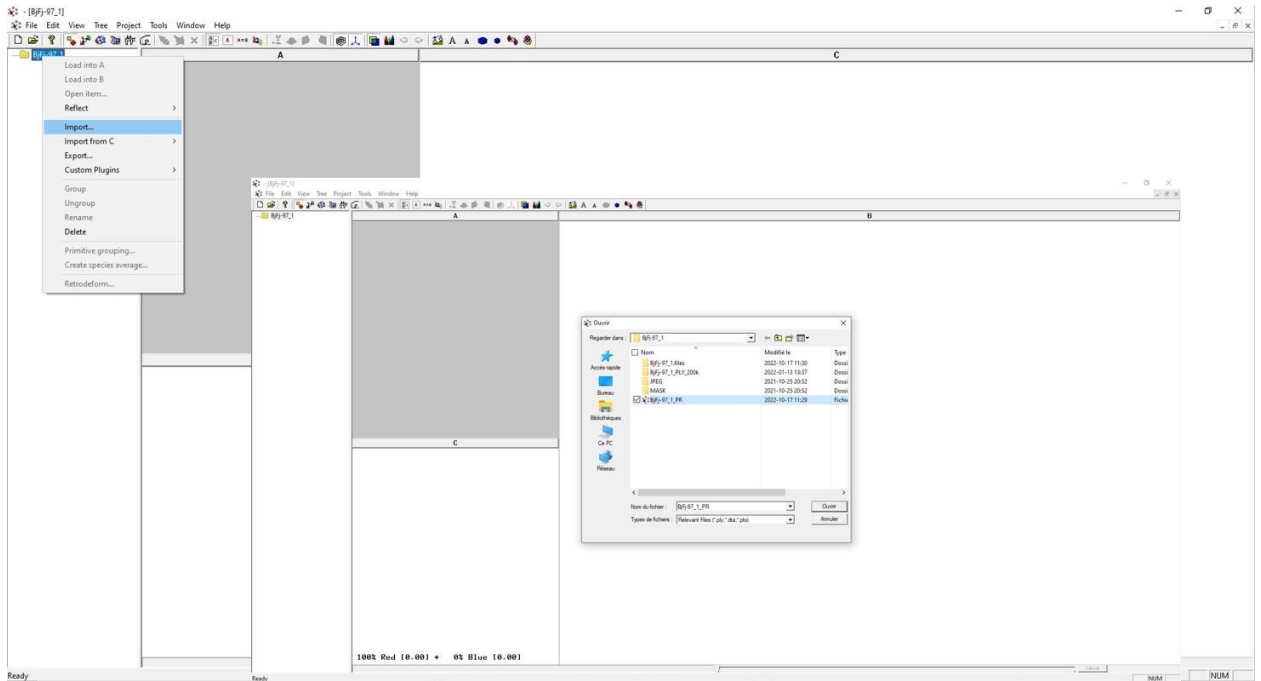 - [BjFj-97_1]
File Edit View Tree Project Tools Window Help
BjFj-97_1
A
C
Load into A
Load into B
Open item...
Reflect >
Import...
Import from C >
Export...
Custom Plugins >
Group
Ungroup
Rename
Delete
Primitive grouping...
Create species average...
Retrodeform...
- [BjFj-97_1]
File Edit View Tree Project Tools Window Help
BjFj-97_1
A
B
Ouvrir
Regarder dans : BjFj-97_1
Nom Modifié le Type
BjFj-97_1.files 2022-10-17 11:30 Dossi
BjFj-97_1_PLY_200k 2022-01-13 13:37 Dossi
JPEG 2021-10-25 20:52 Dossi
MASK 2021-10-25 20:52 Dossi
BjFj-97_1_PR 2022-10-17 11:29 Fichie
Accès rapide
Bureau
Bibliothèques
Ce PC
Réseau
Nom du fichier : BjFj-97_1_PR Ouvrir
Types de fichiers : Relevant Files (*.ply;*.dta;*.pts) Annuler
C
100% Red [0.00] + 0% Blue [0.00]
Cancel
Ready NUM
Ready NUM